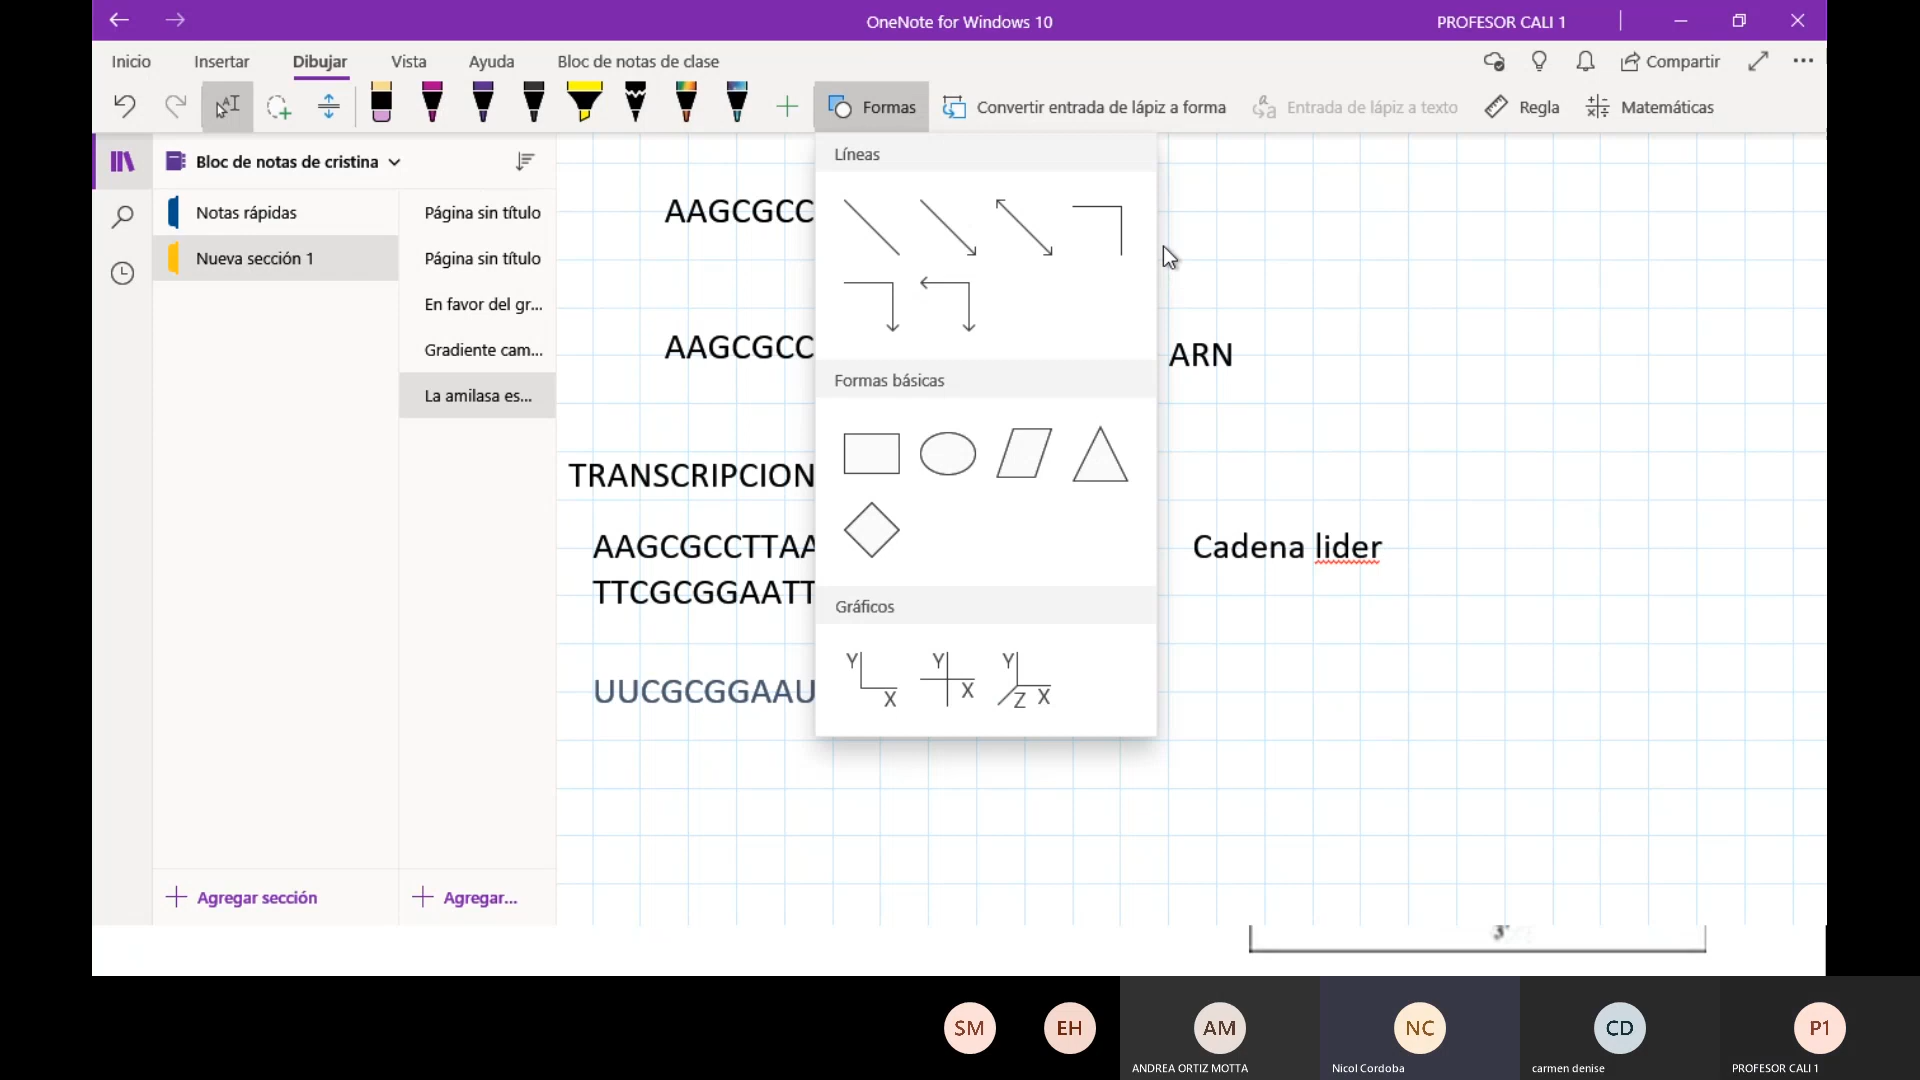 OneNote for Windows 10
PROFESOR CALI 1
Inicio
Insertar
Dibujar
Vista
Ayuda
Bloc de notas de clase
Compartir
Formas
Convertir entrada de lápiz a forma
Entrada de lápiz a texto
Regla
Matemáticas
Bloc de notas de cristina
Notas rápidas
Nueva sección 1
Página sin título
Página sin título
En favor del gr...
Gradiente cam...
La amilasa es...
Agregar sección
Agregar...
Líneas
Formas básicas
Gráficos
Y X
Y X
Y Z X
AAGCGCC
AAGCGCC
ARN
TRANSCRIPCION
AAGCGCCTTAA
Cadena lider
TTCGCGGAATT
UUCGCGGAAU
3'
SM
EH
AM
NC
CD
P1
ANDREA ORTIZ MOTTA
Nicol Cordoba
carmen denise
PROFESOR CALI 1